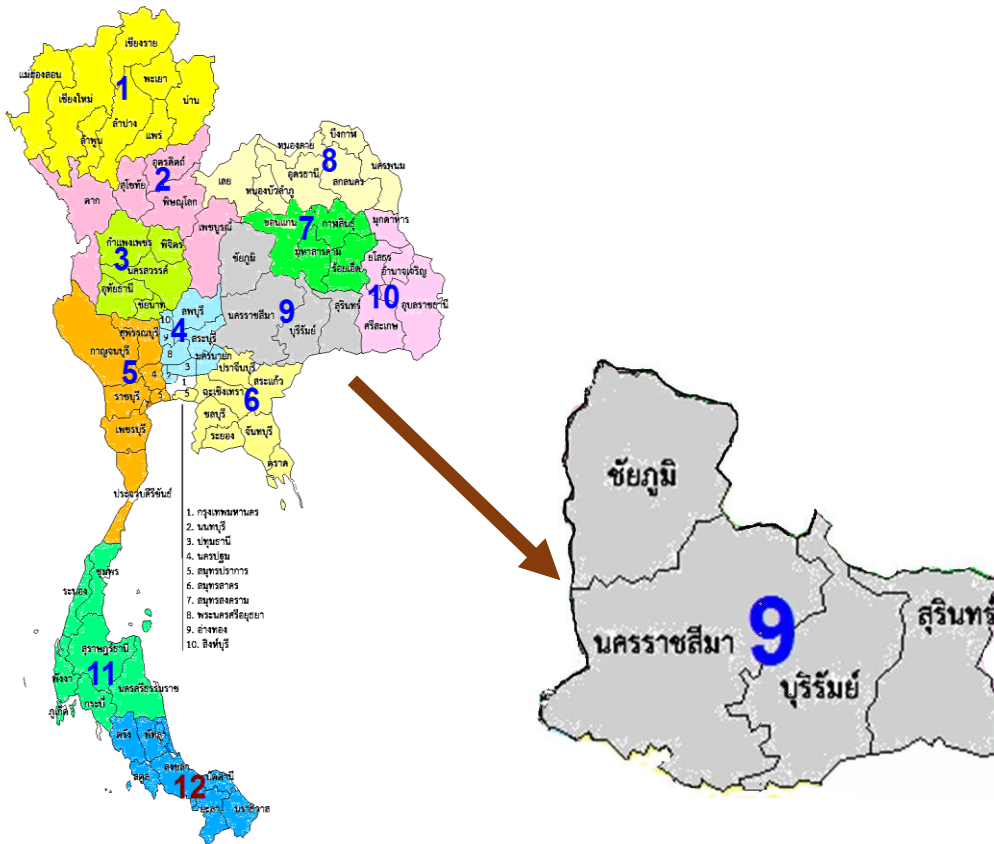 เชียงราย
แม่ฮ่องสอน
พะเยา
เชียงใหม่
1
น่าน
ลำปาง
ลำพูน
แพร่
บึงกาฬ
หนองคาย
อุตรดิตถ์
8
นครพนม
เลย
อุดรธานี
สกลนคร
2
สุโขทัย
หนองบัวลำภู
ตาก
พิษณุโลก
เพชรบูรณ์
ขอนแก่น
7
กาฬสินธุ์
มุกดาหาร
กำแพงเพชร
พิจิตร
3
ชัยภูมิ
มหาสารคาม
ยโสธร
นครสวรรค์
ร้อยเอ็ด
อำนาจเจริญ
อุทัยธานี
10
อุบลราชธานี
ชัยนาท
ลพบุรี
นครราชสีมา
9
สุรินทร์
ศรีสะเกษ
10
4
สุพรรณบุรี
9
สระบุรี
บุรีรัมย์
กาญจนบุรี
8
นครนายก
5
4
2
3
ปราจีนบุรี
1
สระแก้ว
ราชบุรี
5
ฉะเชิงเทรา
6
ชลบุรี
เพชรบุรี
ระยอง
จันทบุรี
ตราด
ประจวบคีรีขันธ์
1. กรุงเทพมหานคร
2. นนทบุรี
3. ปทุมธานี
4. นครปฐม
5. สมุทรปราการ
6. สมุทรสาคร
7. สมุทรสงคราม
8. พระนครศรีอยุธยา
9. อ่างทอง
10. สิงห์บุรี
ชุมพร
ระนอง
สุราษฎร์ธานี
พังงา
11
นครศรีธรรมราช
กระบี่
ภูเก็ต
ตรัง
สงขลา
สตูล
12
ปัตตานี
ยะลา
นราธิวาส
ชัยภูมิ
นครราชสีมา
9
สุรินทร์
บุรีรัมย์